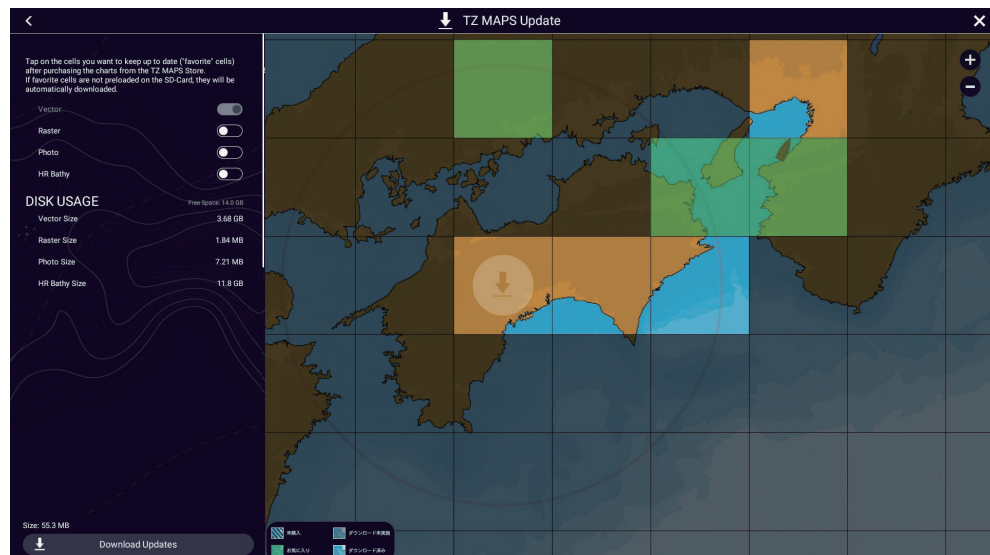 TZ MAPS Update
Tap on the cells you want to keep up to date ("favorite" cells)
after purchasing the charts from the TZ MAPS Store.
If favorite cells are not preloaded on the SD-Card, they will be
automatically downloaded.
Vector
Raster
Photo
HR Bathy
DISK USAGE Free Space: 14.0 GB
Vector Size 3.68 GB
Raster Size 1.84 MB
Photo Size 7.21 MB
HR Bathy Size 11.8 GB
Size: 55.3 MB
Download Updates
未購入 ダウンロード未実施
お気に入り ダウンロード済み